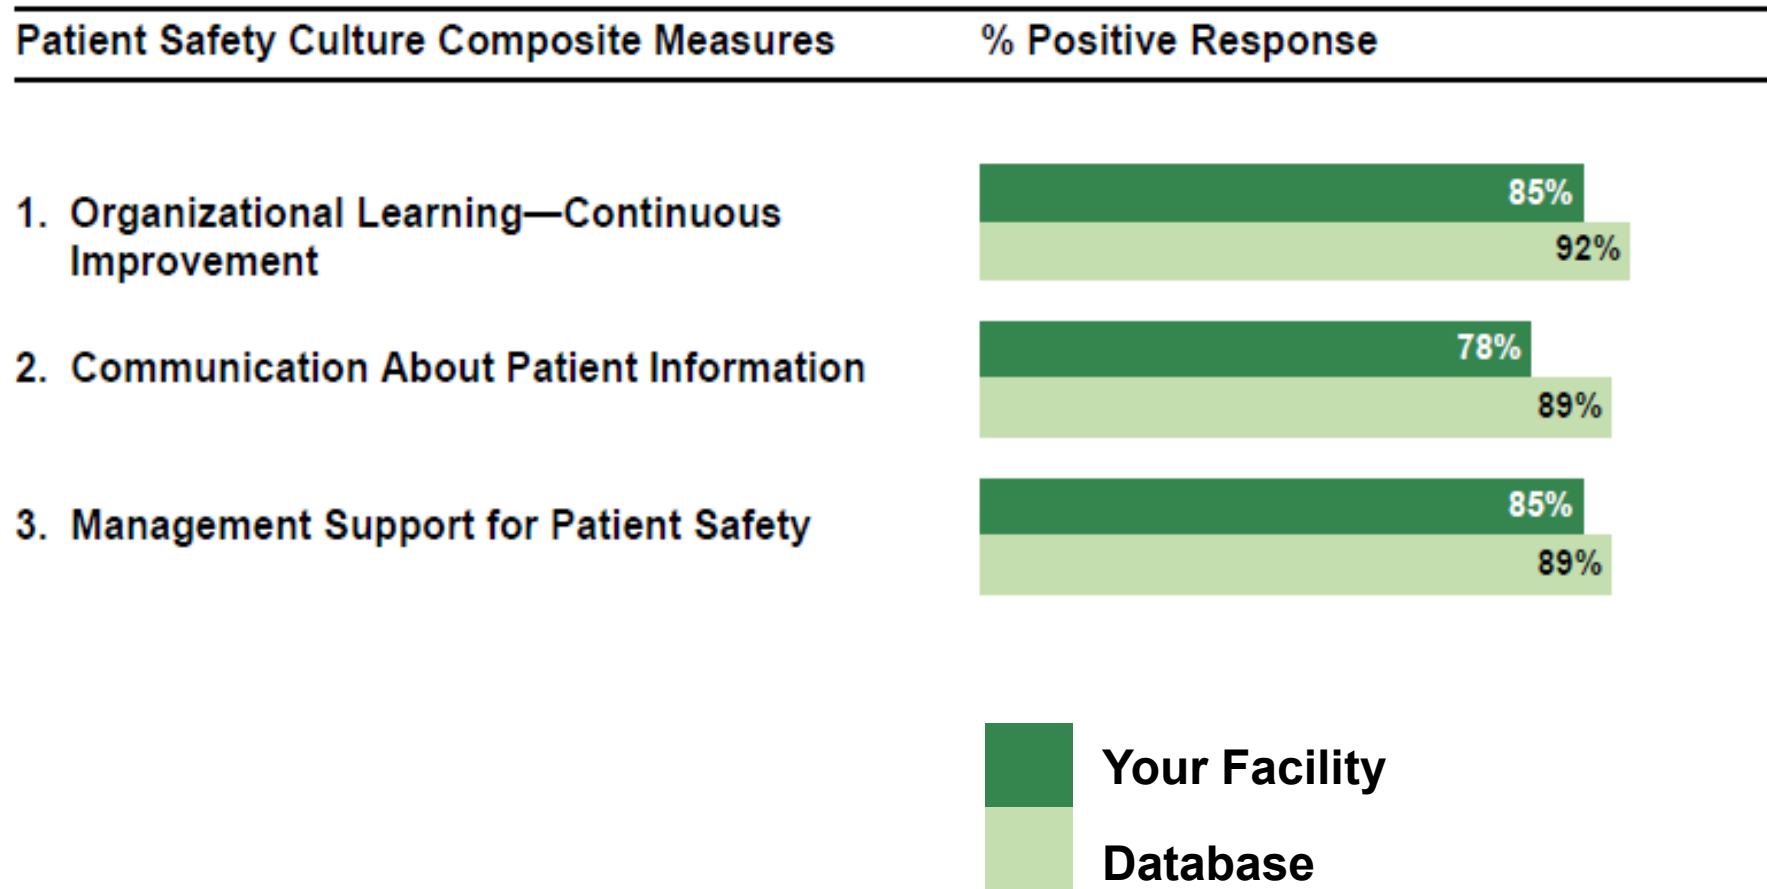 Patient Safety Culture Composite Measures % Positive Response
1. Organizational Learning—Continuous
Improvement
85%
92%
2. Communication About Patient Information
78%
89%
3. Management Support for Patient Safety
85%
89%
Your Facility
Database